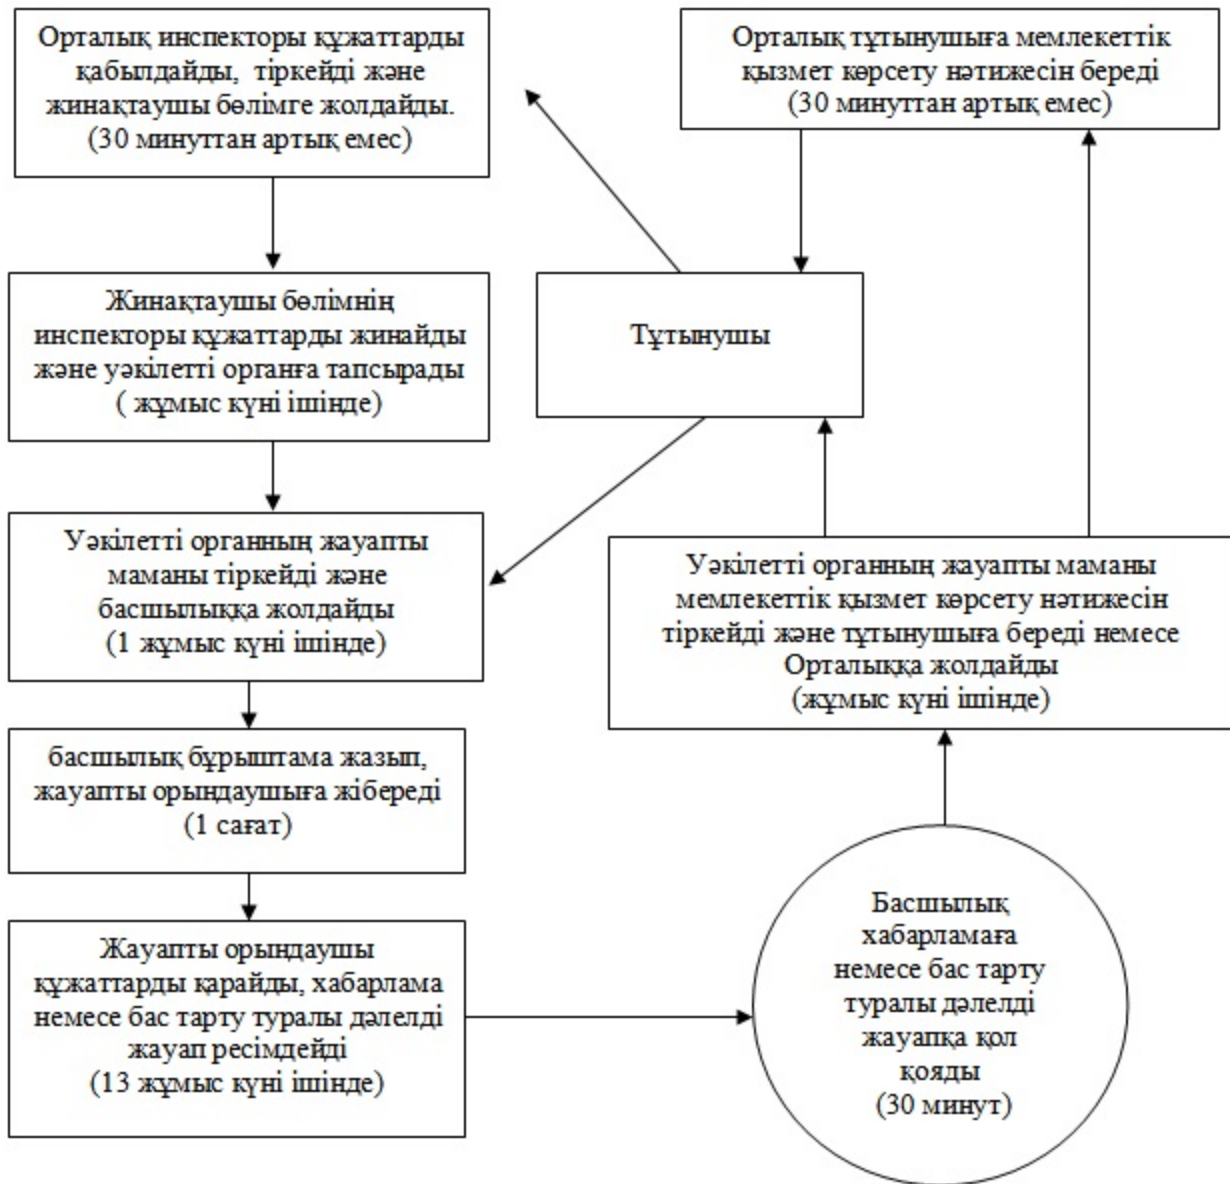 Орталық инспекторы құжаттарды
қабылдайды, тіркейді және
жинақтаушы бөлімге жолдайды.
(30 минуттан артық емес)
Орталық тұтынушыға мемлекеттік
қызмет көрсету нәтижесін береді
(30 минуттан артық емес)
Жинақтаушы бөлімнің
инспекторы құжаттарды жинайды
және уәкілетті органға тапсырады
( жұмыс күні ішінде)
Тұтынушы
Уәкілетті органның жауапты
маманы тіркейді және
басшылыққа жолдайды
(1 жұмыс күні ішінде)
Уәкілетті органның жауапты маманы
мемлекеттік қызмет көрсету нәтижесін
тіркейді және тұтынушыға береді немесе
Орталыққа жолдайды
(жұмыс күні ішінде)
басшылық бұрыштама жазып,
жауапты орындаушыға жібереді
(1 сағат)
Жауапты орындаушы
құжаттарды қарайды, хабарлама
немесе бас тарту туралы дәлелді
жауап ресімдейді
(13 жұмыс күні ішінде)
Басшылық
хабарламаға
немесе бас тарту
туралы дәлелді
жауапқа қол
қояды
(30 минут)